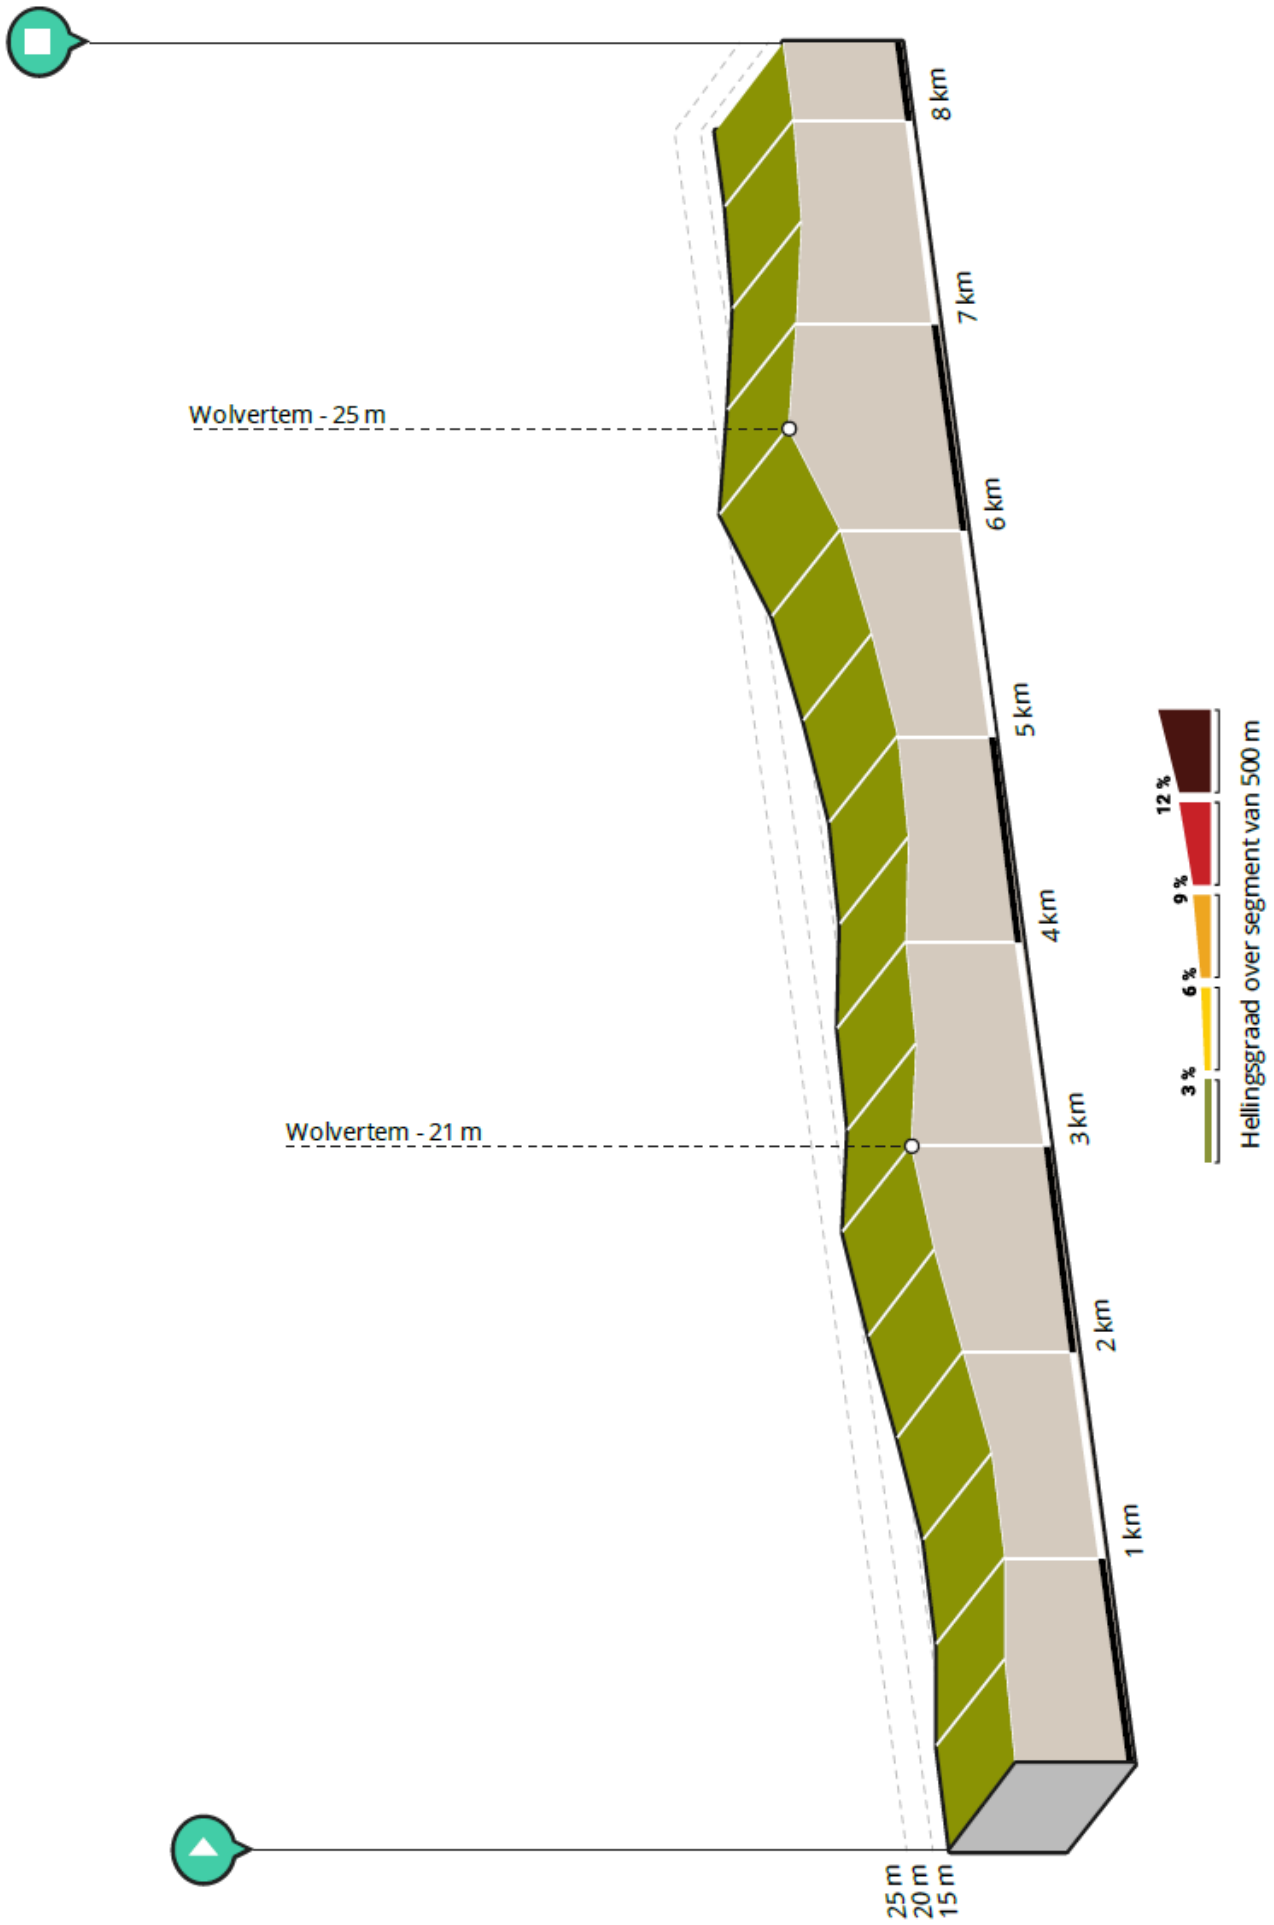 Wolvertem - 21 m
Wolvertem - 25 m
25 m
20 m
15 m
1 km
2 km
3 km
4 km
5 km
6 km
7 km
8 km
3 %
6 %
9 %
12 %
Hellingsgraad over segment van 500 m